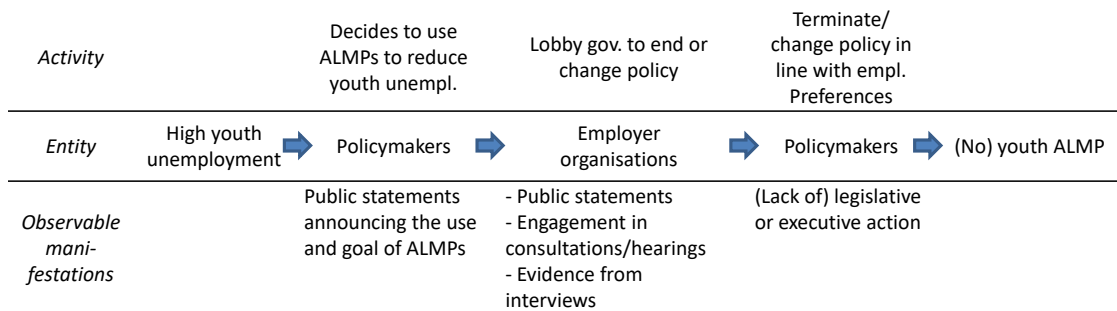 Activity
Decides to use
ALMPs to reduce
youth unempl.
Lobby gov. to end or
change policy
Terminate/
change policy in
line with empl.
Preferences
Entity
High youth
unemployment
Policymakers
Employer
organisations
Policymakers
(No) youth ALMP
Observable
mani-
festations
Public statements
announcing the use
and goal of ALMPs
- Public statements
- Engagement in
consultations/hearings
- Evidence from
interviews
(Lack of) legislative
or executive action